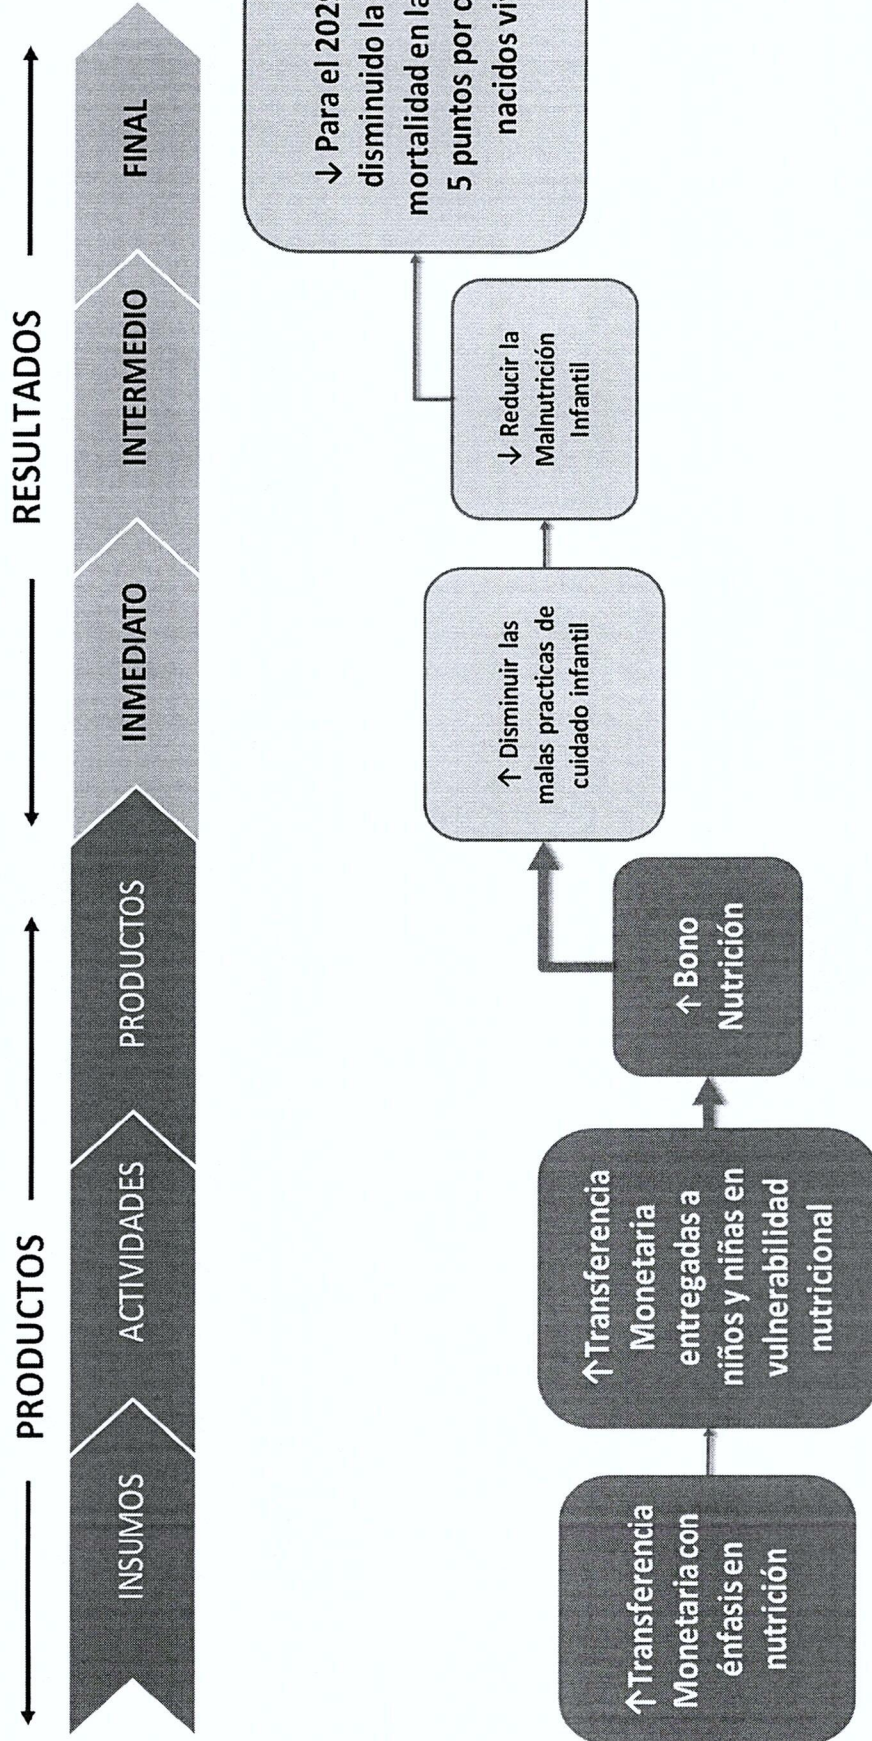 PRODUCTOS
RESULTADOS
INSUMOS
ACTIVIDADES
PRODUCTOS
INMEDIATO
INTERMEDIO
FINAL
↑Transferencia
Monetaria con
énfasis en
nutrición
↑Transferencia
Monetaria
entregadas a
niños y niñas en
vulnerabilidad
nutricional
↑ Bono
Nutrición
↑ Disminuir las
malas practicas de
cuidado infantil
↓ Reducir la
Malnutrición
Infantil
↓ Para el
disminuido la
mortalidad en
5 puntos por
nacidos